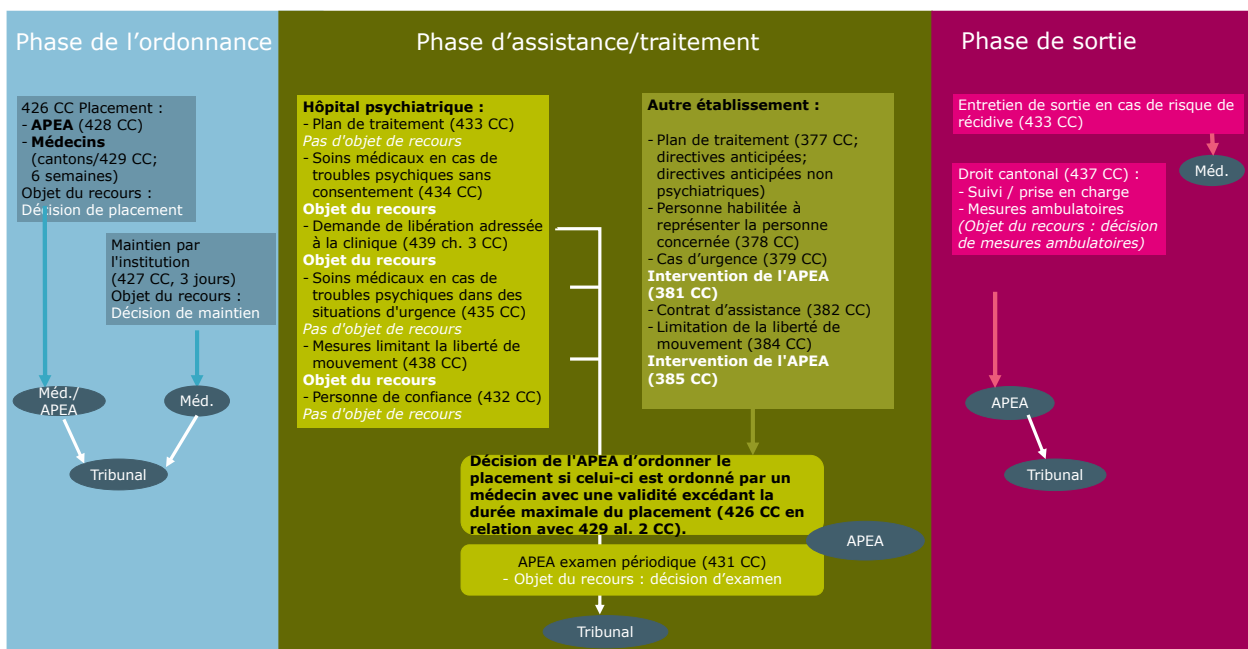 Phase de l’ordonnance
426 CC Placement :
- APEA (428 CC)
- Médecins
(cantons/429 CC;
6 semaines)
Objet du recours :
Décision de placement
Maintien par
l'institution
(427 CC, 3 jours)
Objet du recours :
Décision de maintien
Méd./
APEA
Méd.
Tribunal
Phase d’assistance/traitement
Hôpital psychiatrique :
- Plan de traitement (433 CC)
Pas d'objet de recours
- Soins médicaux en cas de
troubles psychiques sans
consentement (434 CC)
Objet du recours
- Demande de libération adressée
à la clinique (439 ch. 3 CC)
Objet du recours
- Soins médicaux en cas de
troubles psychiques dans des
situations d'urgence (435 CC)
Pas d'objet de recours
- Mesures limitant la liberté de
mouvement (438 CC)
Objet du recours
- Personne de confiance (432 CC)
Pas d'objet de recours
Autre établissement :
- Plan de traitement (377 CC;
directives anticipées;
directives anticipées non
psychiatriques)
- Personne habilitée à
représenter la personne
concernée (378 CC)
- Cas d'urgence (379 CC)
Intervention de l'APEA
(381 CC)
- Contrat d’assistance (382 CC)
- Limitation de la liberté de
mouvement (384 CC)
Intervention de l'APEA
(385 CC)
Décision de l'APEA d’ordonner le
placement si celui-ci est ordonné par un
médecin avec une validité excédant la
durée maximale du placement (426 CC en
relation avec 429 al. 2 CC).
APEA
APEA examen périodique (431 CC)
- Objet du recours : décision d’examen
Tribunal
Phase de sortie
Entretien de sortie en cas de risque de
récidive (433 CC)
Méd.
Droit cantonal (437 CC) :
- Suivi / prise en charge
- Mesures ambulatoires
(Objet du recours : décision
de mesures ambulatoires)
APEA
Tribunal